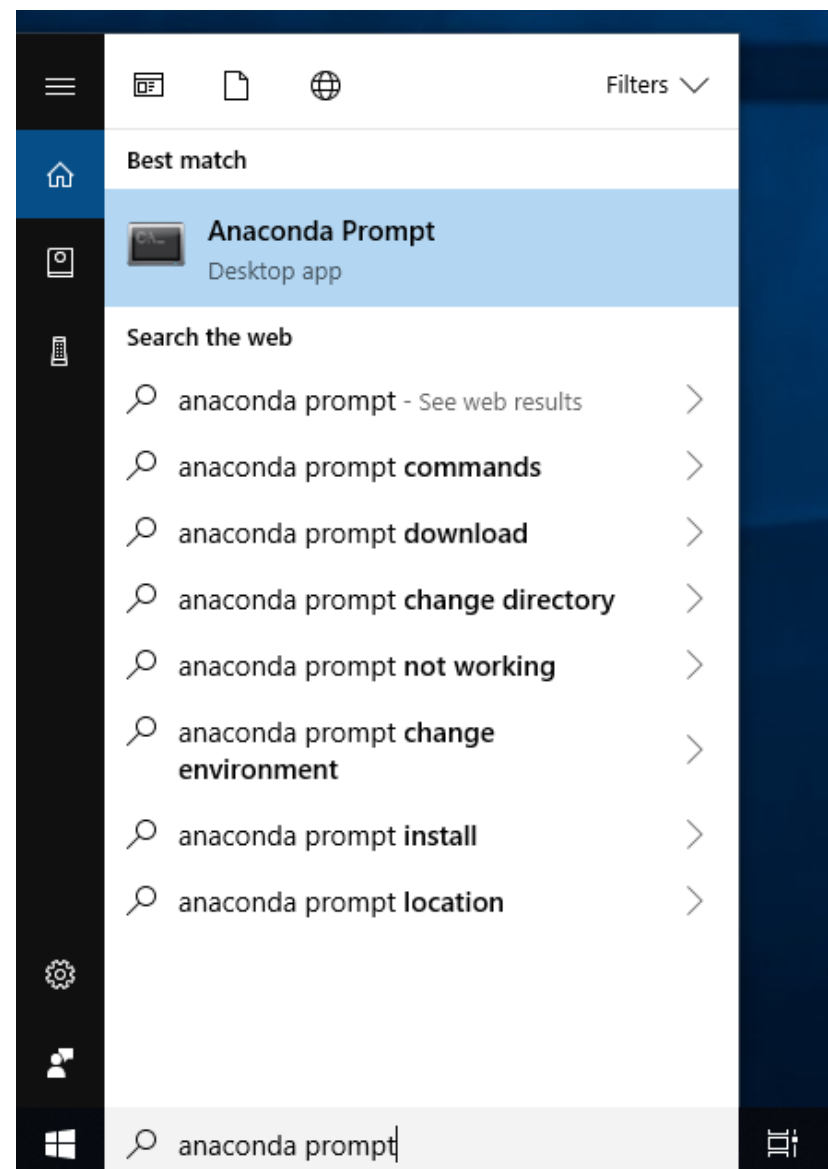 Filters
Best match
Anaconda Prompt
Desktop app
Search the web
anaconda prompt - See web results
anaconda prompt commands
anaconda prompt download
anaconda prompt change directory
anaconda prompt not working
anaconda prompt change
environment
anaconda prompt install
anaconda prompt location
anaconda prompt